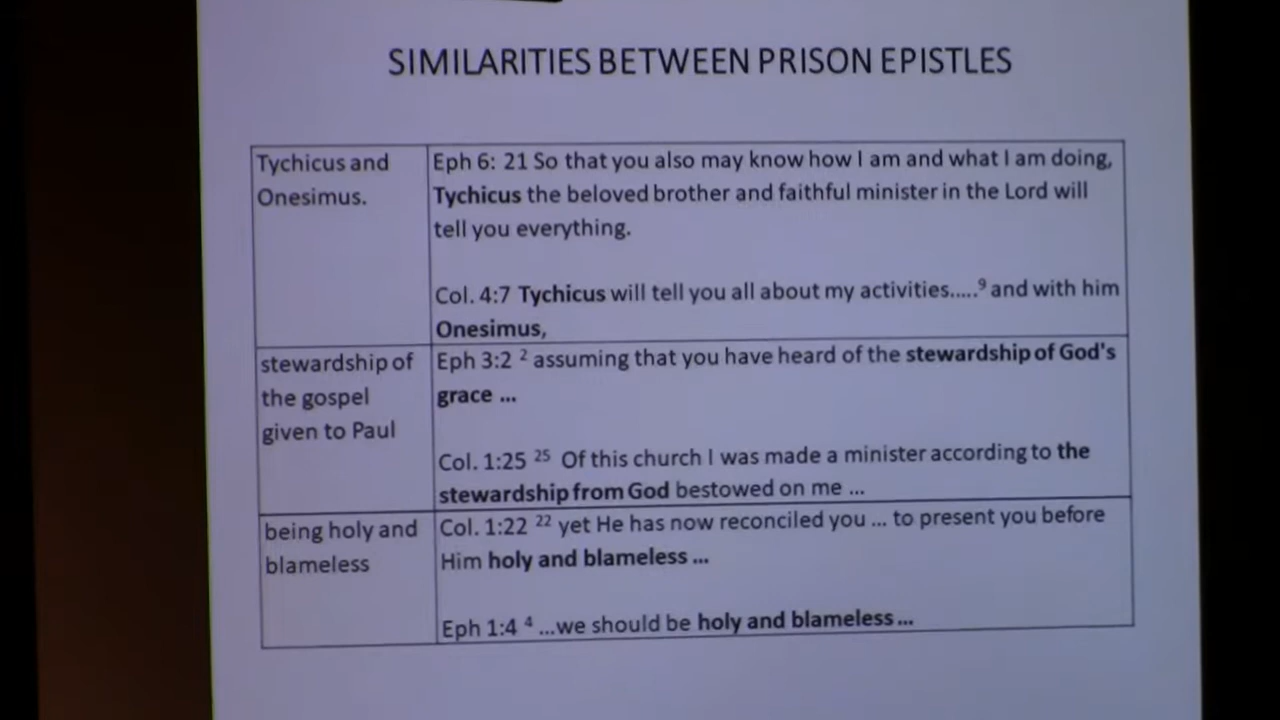 SIMILARITIES BETWEEN PRISON EPISTLES
Tychicus and
Onesimus.
Eph 6: 21 So that you also may know how I am and what I am doing,
Tychicus the beloved brother and faithful minister in the Lord will
tell you everything.
Col. 4:7 Tychicus will tell you all about my activities.....⁹ and with him
Onesimus,
stewardship of
the gospel
given to Paul
Eph 3:2 ² assuming that you have heard of the stewardship of God's
grace ...
Col. 1:25 ²⁵ Of this church I was made a minister according to the
stewardship from God bestowed on me ...
being holy and
blameless
Col. 1:22 ²² yet He has now reconciled you ... to present you before
Him holy and blameless ...
Eph 1:4 ⁴ ...we should be holy and blameless ...